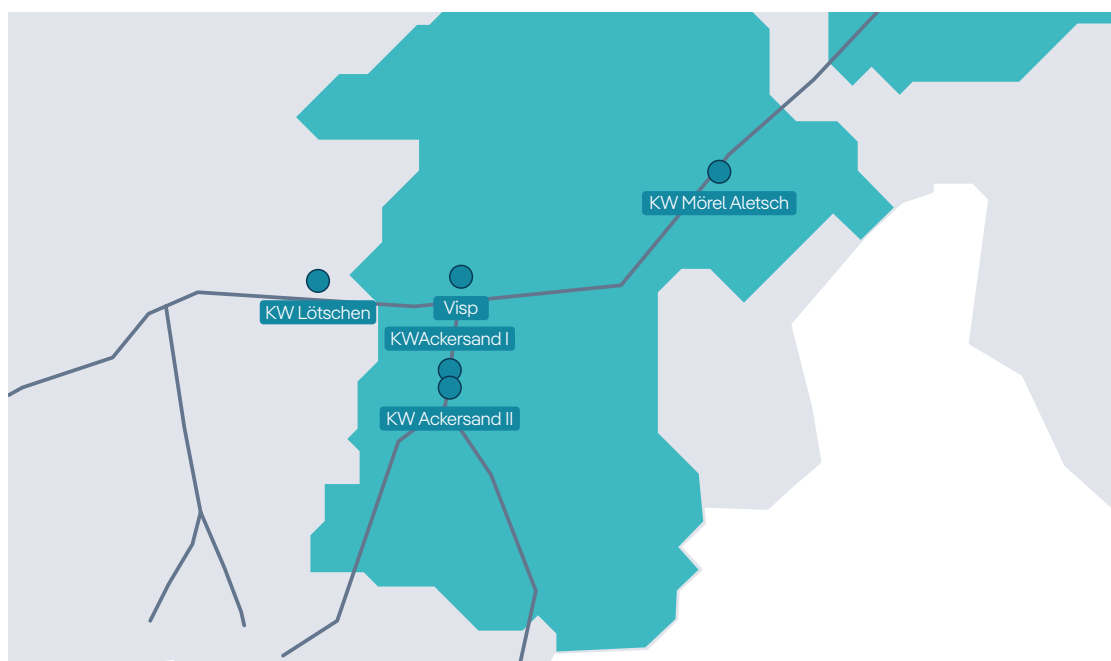 KW Mörel Aletsch
KW Lötschen
Visp
KWAckersand I
KW Ackersand II